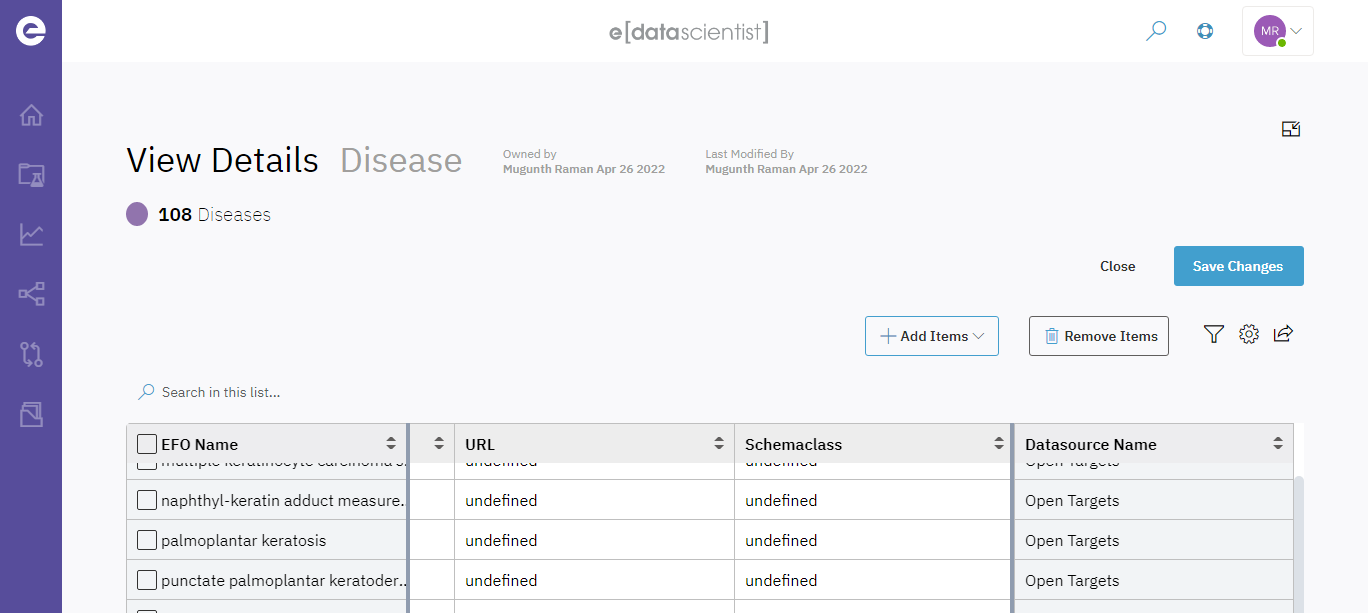 e[datascientist]
MR
View Details Disease
Owned by
Mugunth Raman Apr 26 2022
Last Modified By
Mugunth Raman Apr 26 2022
108 Diseases
Close
Save Changes
Add Items
Remove Items
Search in this list...
EFO Name URL Schemaclass Datasource Name
multiple keratinocyte carcinoma s... undefined undefined Open Targets
naphthyl-keratin adduct measure... undefined undefined Open Targets
palmoplantar keratosis undefined undefined Open Targets
punctate palmoplantar keratoder... undefined undefined Open Targets